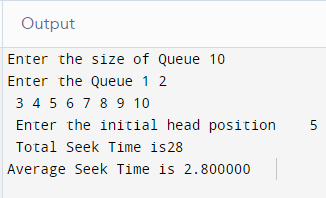 Output
Enter the size of Queue 10
Enter the Queue 1 2
3 4 5 6 7 8 9 10
Enter the initial head position    5
Total Seek Time is28
Average Seek Time is 2.800000